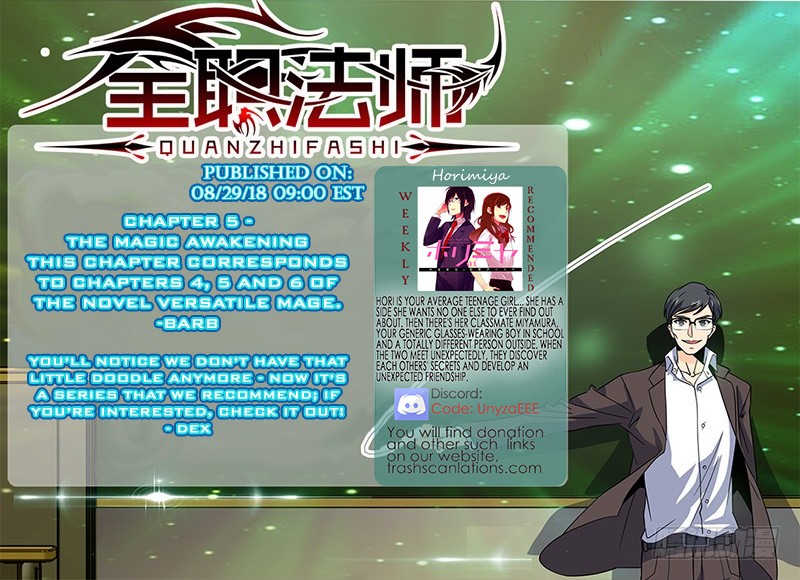 全职法师
QUANZHIFASHI
PUBLISHED ON:
08/29/18 09:00 EST
CHAPTER 5 -
THE MAGIC AWAKENING
THIS CHAPTER CORRESPONDS
TO CHAPTERS 4, 5 AND 6 OF
THE NOVEL VERSATILE MAGE.
-BARB
YOU'LL NOTICE WE DON'T HAVE THAT
LITTLE DOODLE ANYMORE - NOW IT'S
A SERIES THAT WE RECOMMEND; IF
YOU'RE INTERESTED, CHECK IT OUT!
- DEX
Horimiya
WEEKLY
RECOMMENDED
ホリミヤ
HORI IS YOUR AVERAGE TEENAGE GIRL... SHE HAS A
SIDE SHE WANTS NO ONE ELSE TO EVER FIND OUT
ABOUT. THEN THERE'S HER CLASSMATE MIYAMURA,
YOUR GENERIC GLASSES-WEARING BOY IN SCHOOL
AND A TOTALLY DIFFERENT PERSON OUTSIDE. WHEN
THE TWO MEET UNEXPECTEDLY, THEY DISCOVER
EACH OTHERS' SECRETS AND DEVELOP AN
UNEXPECTED FRIENDSHIP.
Discord:
Code: UnyzaEEE
You will find donation
and other such links
on our website,
trashscanlations.com